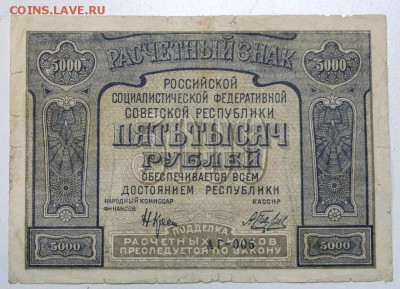 COINS.LAVE.RU
РАСЧЕТНЫЙ ЗНАК
5000 5000
РОССИЙСКОЙ
СОЦИАЛИСТИЧЕСКОЙ ФЕДЕРАТИВНОЙ
СОВЕТСКОЙ РЕСПУБЛИКИ
ПЯТЬ ТЫСЯЧ
РУБЛЕЙ
ОБЕСПЕЧИВАЕТСЯ ВСЕМ
ДОСТОЯНИЕМ РЕСПУБЛИКИ
НАРОДНЫЙ КОМИССАР
ФИНАНСОВ
КАССИР
ПОДДЕЛКА
5000 РАСЧЕТНЫХ ЗНАКОВ 5000
ПРЕСЛЕДУЕТСЯ ПО ЗАКОНУ